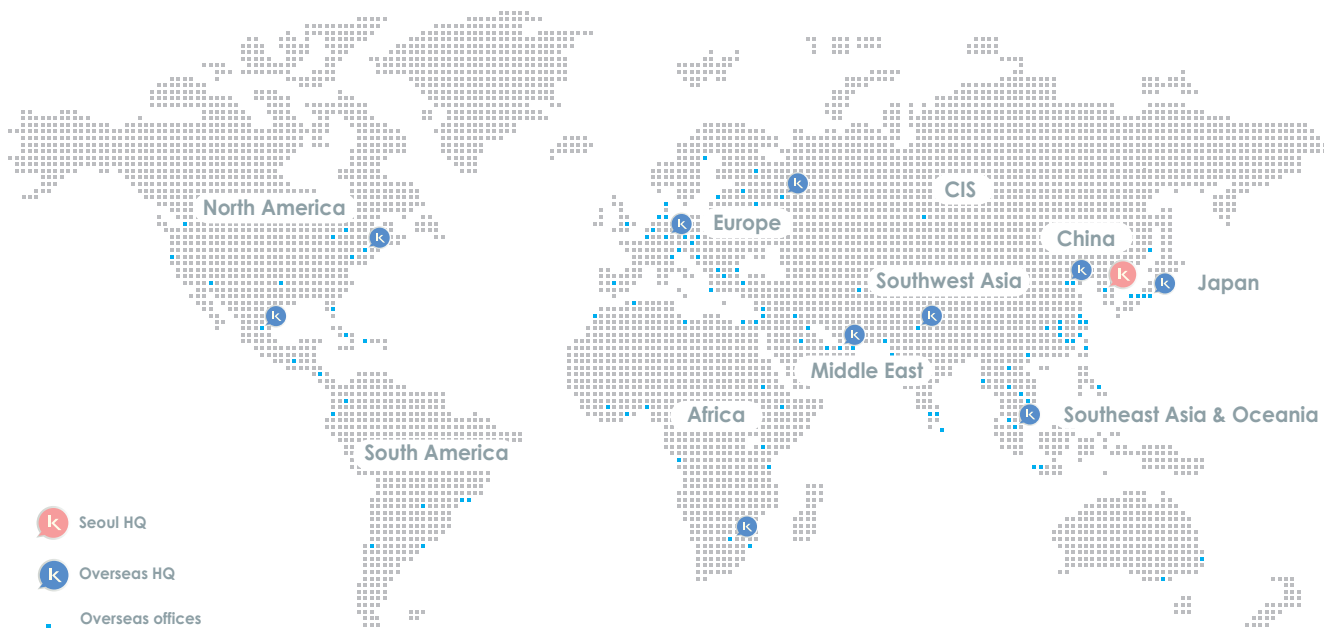 CIS
North America
Europe
China
Southwest Asia
Japan
Middle East
Africa
Southeast Asia & Oceania
South America
Seoul HQ
Overseas HQ
Overseas offices